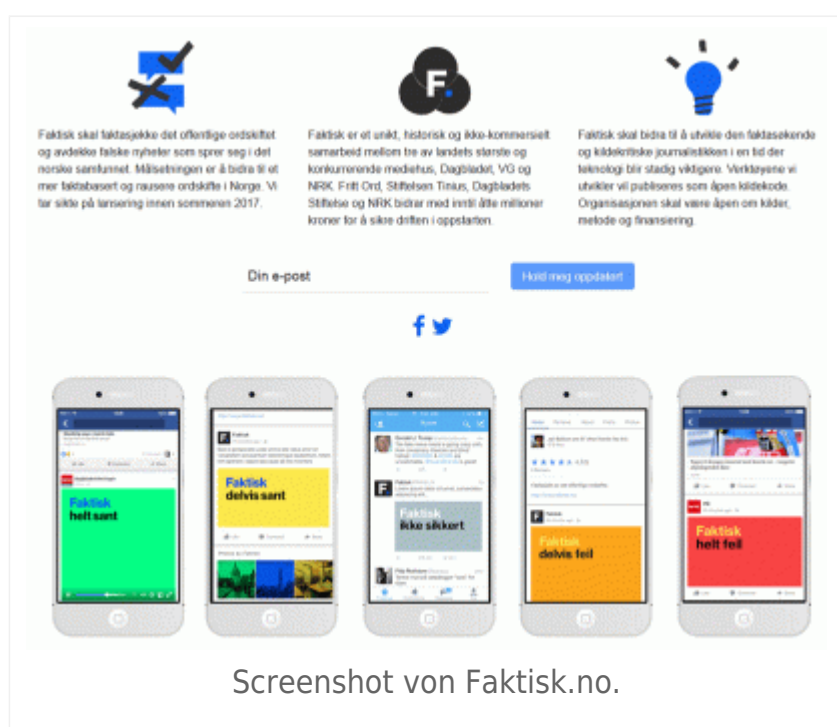 F.
Faktisk skal faktasjekke det offentlige ordskiftet
og avdekke falske nyheter som sprer seg i det
norske samfunnet. Målsetningen er å bidra til et
mer faktabasert og rausere ordskifte i Norge. Vi
tar sikte på lansering innen sommeren 2017.
Faktisk er et unikt, historisk og ikke-kommersielt
samarbeid mellom tre av landets største og
konkurrerende mediehus, Dagbladet, VG og
NRK. Fritt Ord, Stiftelsen Tinius, Dagbladets
Stiftelse og NRK bidrar med inntil åtte millioner
kroner for å sikre driften i oppstarten.
Faktisk skal bidra til å utvikle den faktasøkende
og kildekritiske journalistikken i en tid der
teknologi blir stadig viktigere. Verktøyene vi
utvikler vil publiseres som åpen kildekode.
Organisasjonen skal være åpen om kilder,
metode og finansiering.
Din e-post
Hold meg oppdatert
Faktisk
helt sant
Faktisk
Faktisk
delvis sant
Faktisk
ikke sikkert
Faktisk
delvis feil
Faktisk
helt feil
Screenshot von Faktisk.no.